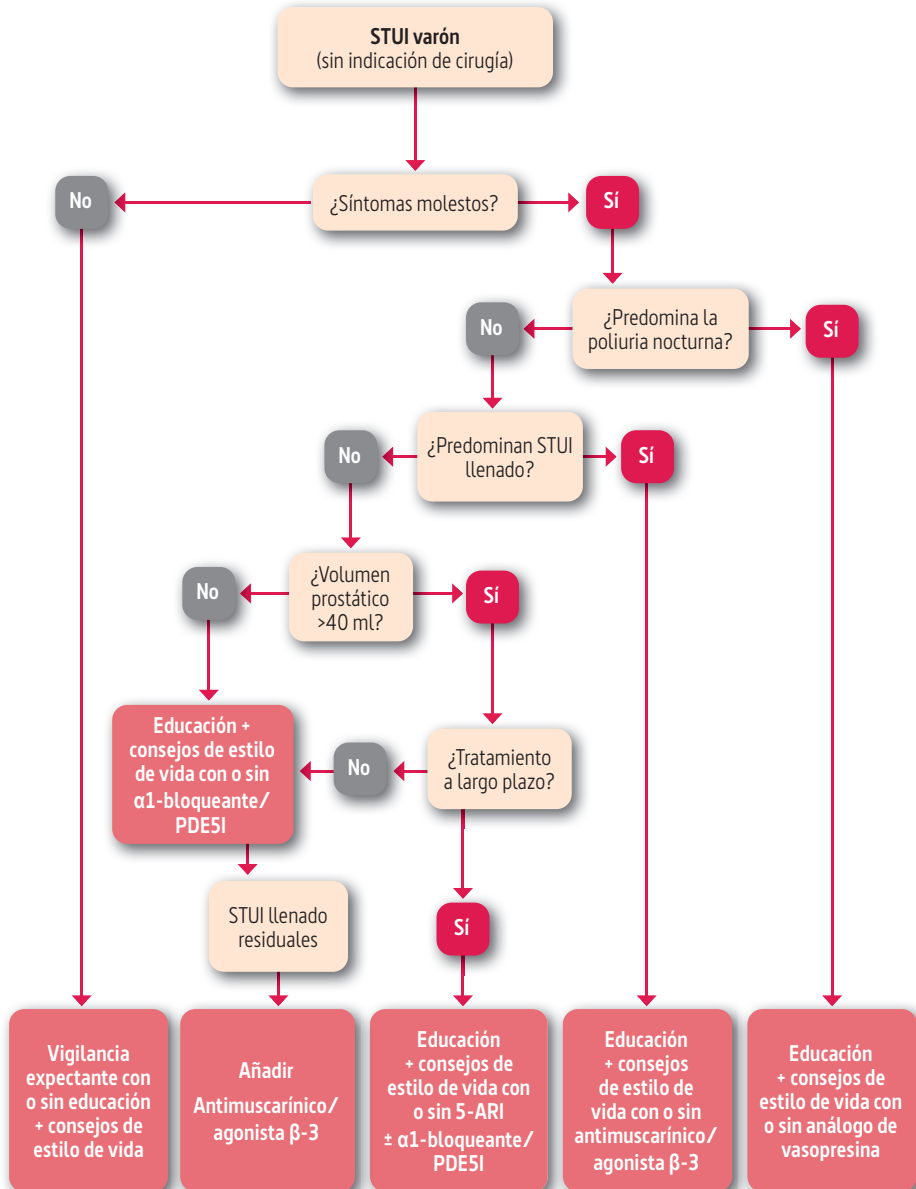 STUI varón
(sin indicación de cirugía)
No
¿Síntomas molestos?
Sí
No
¿Predomina la
poliuria nocturna?
Sí
No
¿Predominan STUI
llenado?
Sí
No
¿Volumen
prostático
>40 ml?
Sí
Educación +
consejos de estilo
de vida con o sin
α1-bloqueante/
PDE5I
No
¿Tratamiento
a largo plazo?
STUI llenado
residuales
Sí
Vigilancia
expectante con
o sin educación
+ consejos de
estilo de vida
Añadir
Antimuscarínico/
agonista β-3
Educación
+ consejos de
estilo de vida con
o sin 5-ARI
± α1-bloqueante/
PDE5I
Educación
+ consejos
de estilo de
vida con o sin
antimuscarínico/
agonista β-3
Educación
+ consejos de
estilo de vida con
o sin análogo de
vasopresina